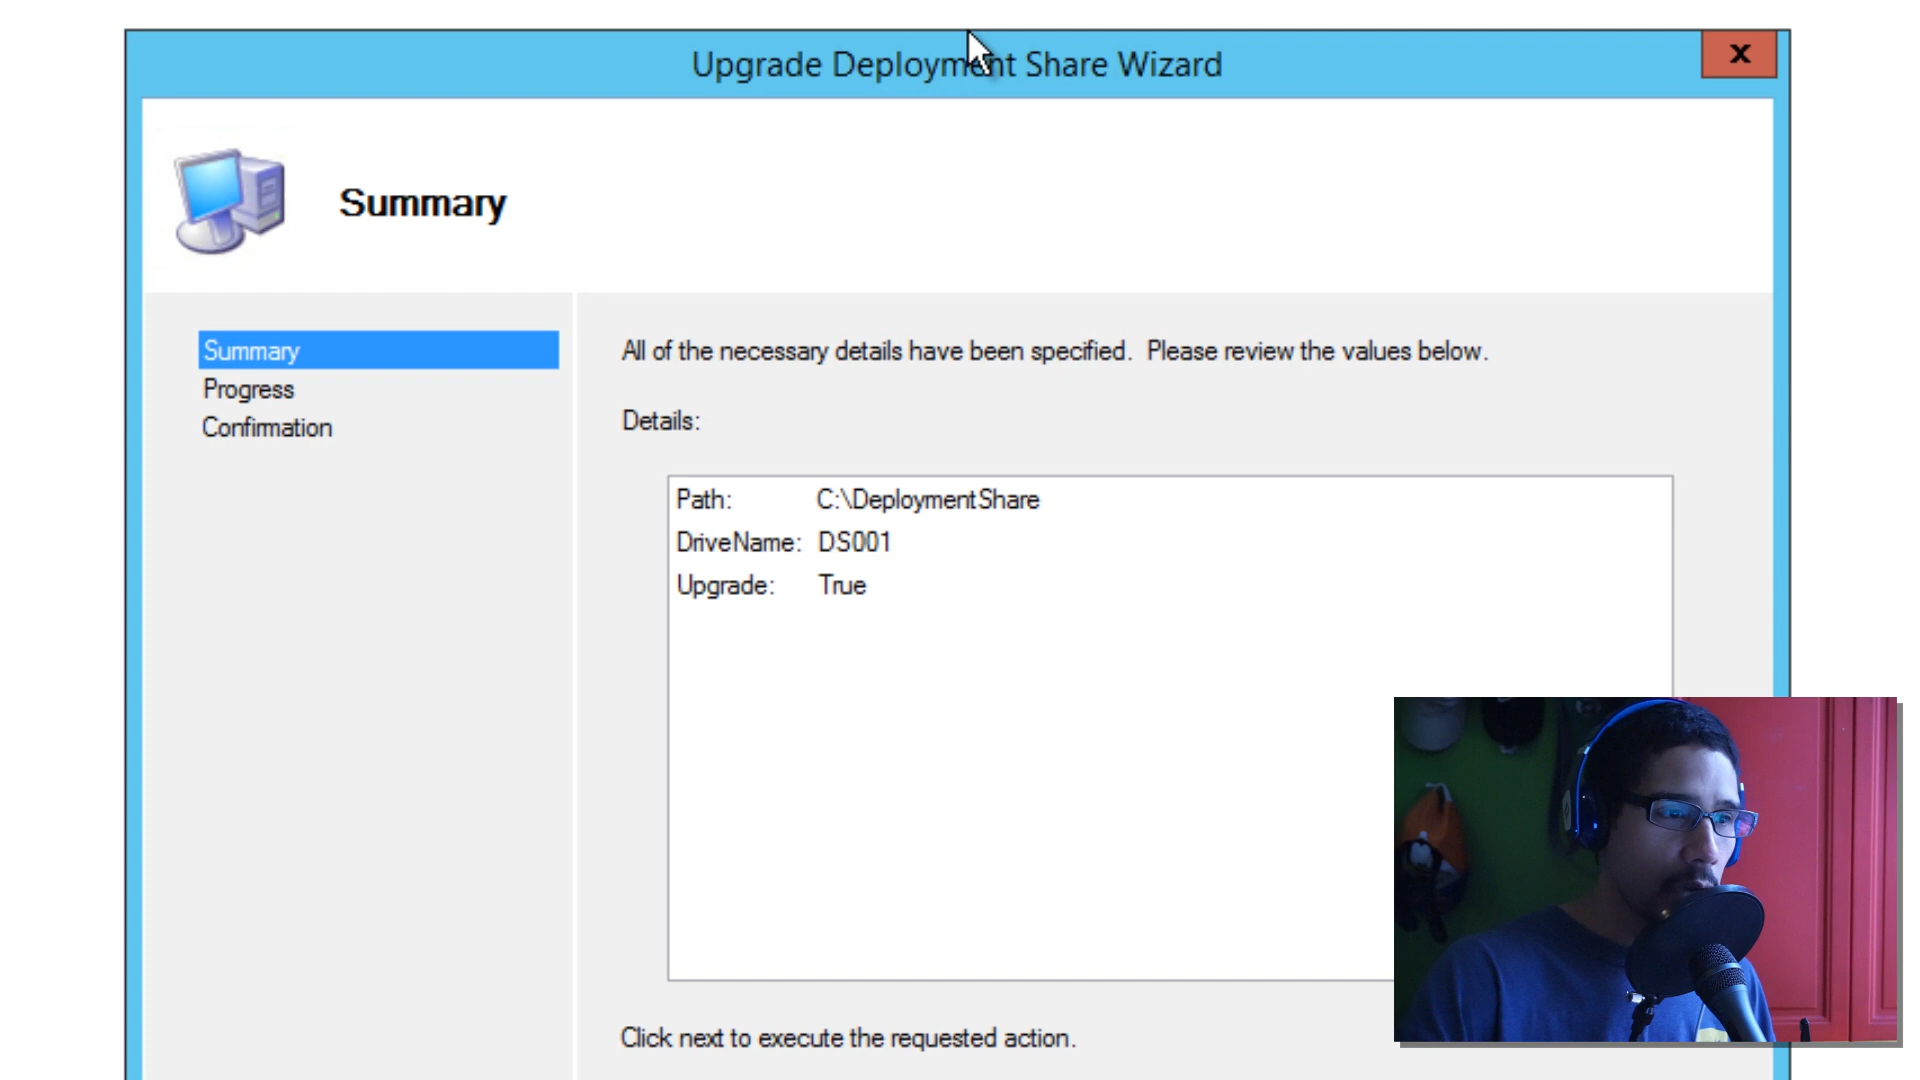 Upgrade Deployment Share Wizard
Summary
Summary
Progress
Confirmation
All of the necessary details have been specified. Please review the values below.
Details:
Path: C:\DeploymentShare
DriveName: DS001
Upgrade: True
Click next to execute the requested action.